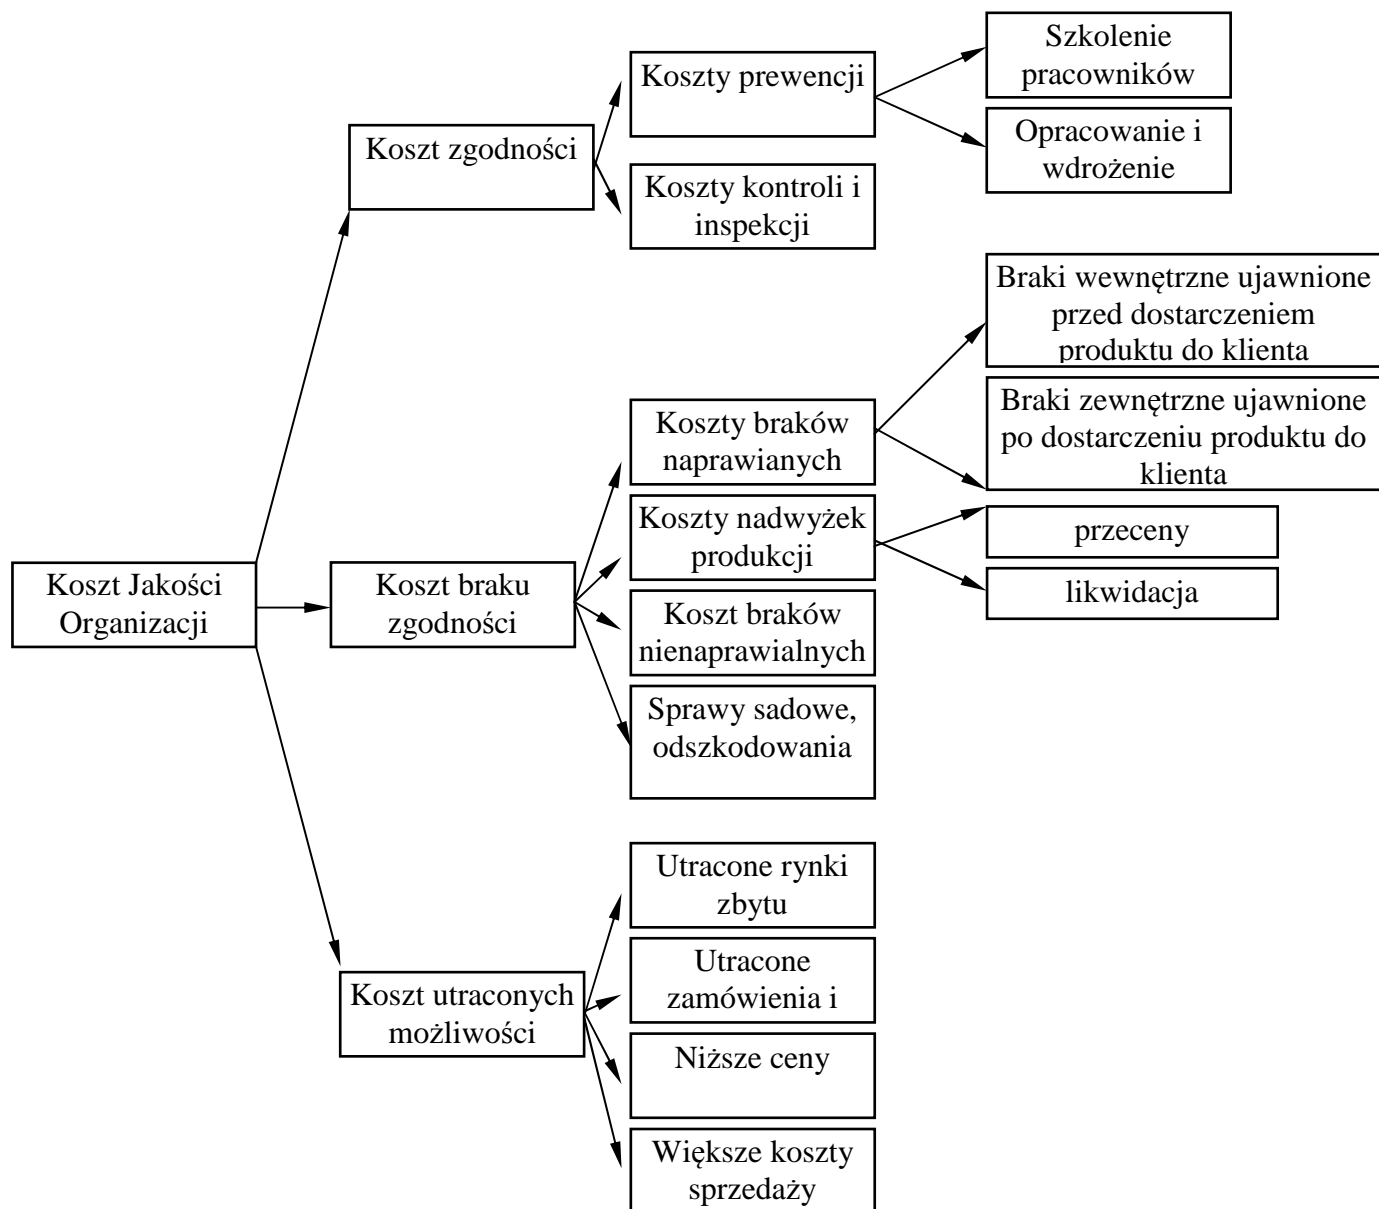 Szkolenie
pracowników
Koszty prewencji
Opracowanie i
wdrożenie
Koszt zgodności
Koszty kontroli i
inspekcji
Braki wewnętrzne ujawnione
przed dostarczeniem
produktu do klienta
Braki zewnętrzne ujawnione
po dostarczeniu produktu do
klienta
Koszty braków
naprawianych
Koszty nadwyżek
produkcji
przeceny
likwidacja
Koszt Jakości
Organizacji
Koszt braku
zgodności
Koszt braków
nienaprawialnych
Sprawy sadowe,
odszkodowania
Utracone rynki
zbytu
Utracone
zamówienia i
Koszt utraconych
możliwości
Niższe ceny
Większe koszty
sprzedaży